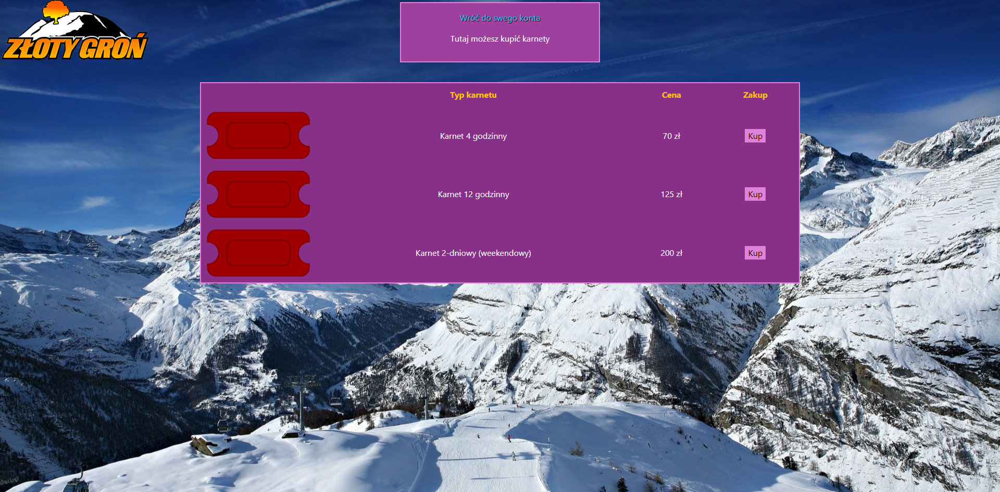 ZŁOTY GROŃ
Wróć do swego konta
Tutaj możesz kupić karnety
Typ karnetu Cena Zakup
Karnet 4 godzinny 70 zł Kup
Karnet 12 godzinny 125 zł Kup
Karnet 2-dniowy (weekendowy) 200 zł Kup